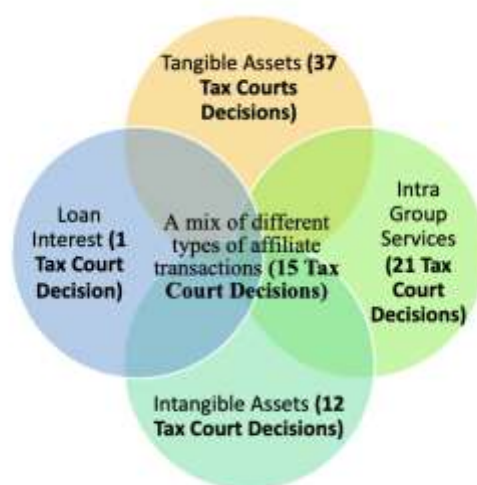 Tangible Assets (37
Tax Courts
Decisions)
Loan
Interest (1
Tax Court
Decision)
A mix of different
types of affiliate
transactions (15 Tax
Court Decisions)
Intra
Group
Services
(21 Tax
Court
Decisions)
Intangible Assets (12
Tax Court Decisions)